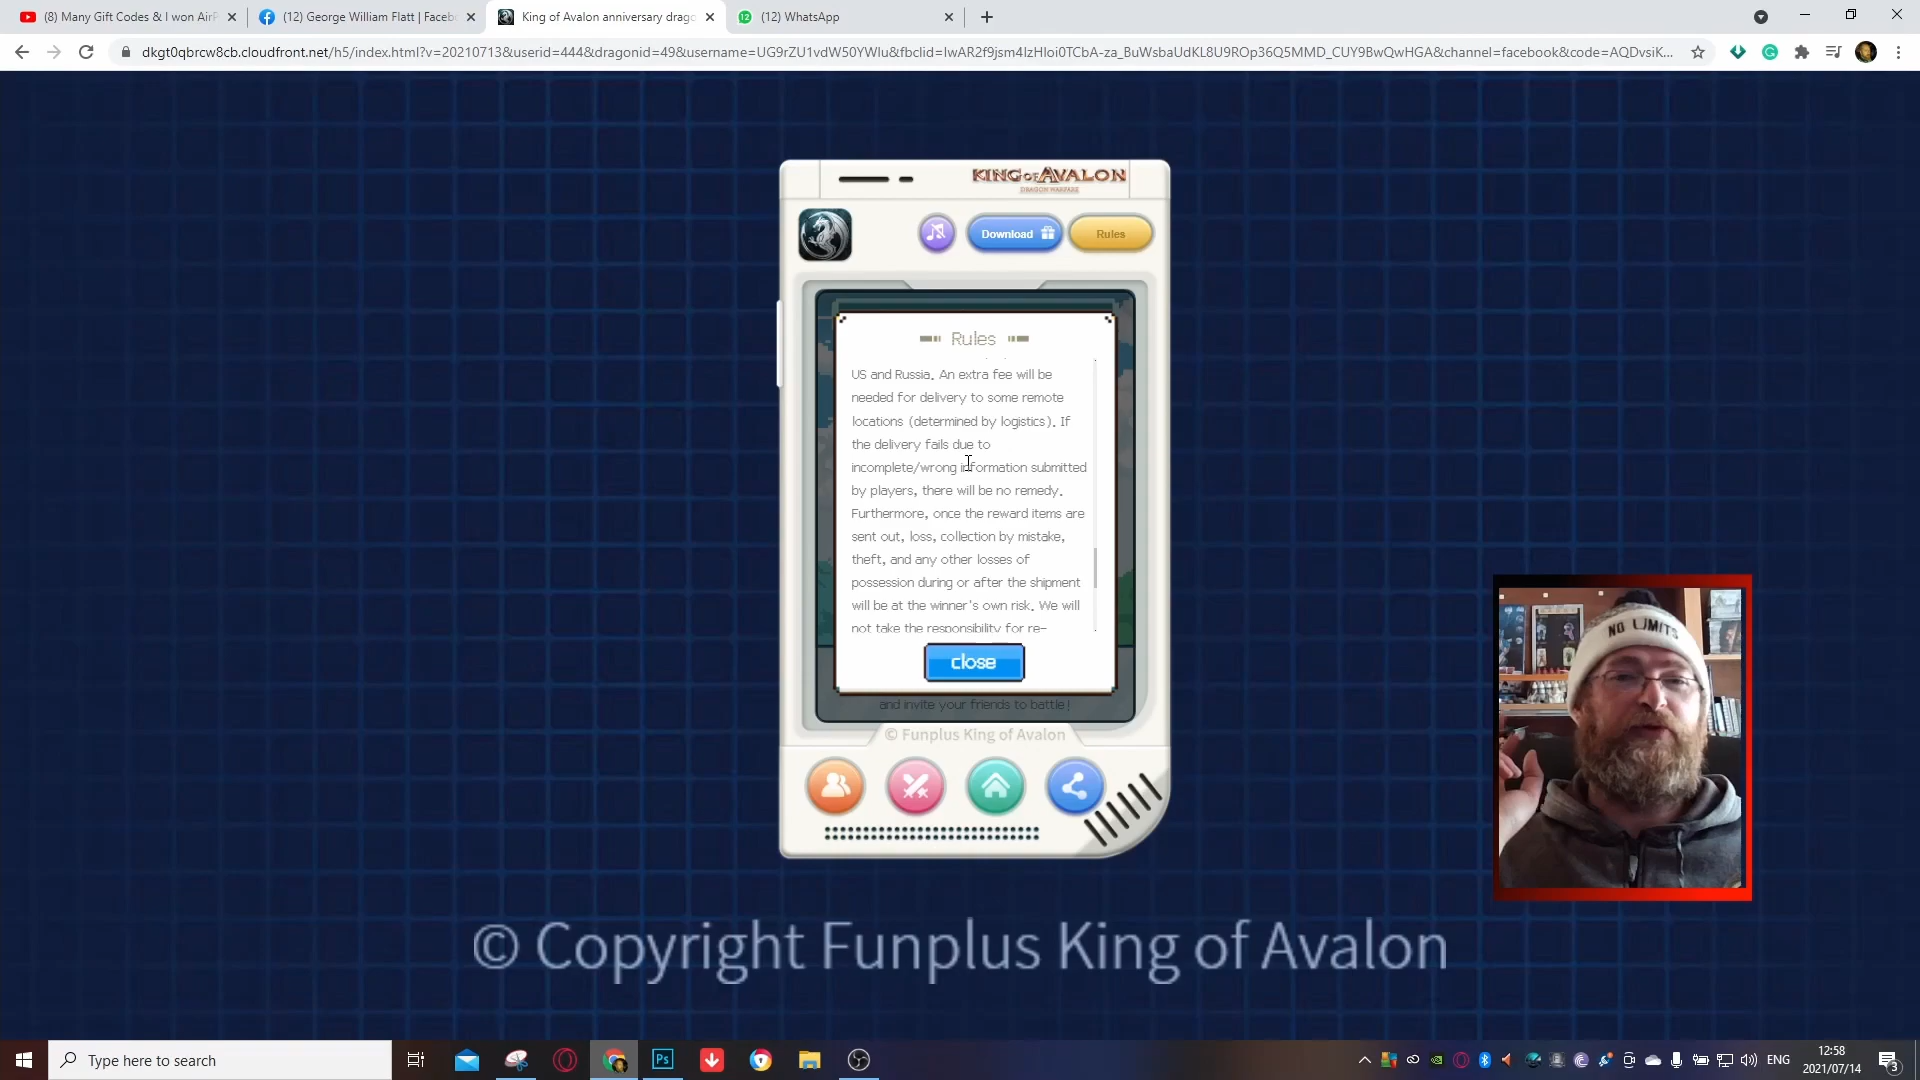 (8) Many Gift Codes & I won AirP
(12) George William Flatt | Facebo
King of Avalon anniversary drago
(12) WhatsApp
dkgt0qbrcw8cb.cloudfront.net/h5/index.html?v=20210713&userid=444&dragonid=49&username=UG9rZU1vdW50YWlu&fbclid=IwAR2f9jsm4IzHIoi0TCbA-za_BuWsbaUdKL8U9ROp36Q5MMD_CUY9BwQwHGA&channel=facebook&code=AQDvsiK...
KING OF AVALON
DRAGON WARFARE
Download
Rules
Rules
US and Russia. An extra fee will be
needed for delivery to some remote
locations (determined by logistics). If
the delivery fails due to
incomplete/wrong information submitted
by players, there will be no remedy.
Furthermore, once the reward items are
sent out, loss, collection by mistake,
theft, and any other losses of
possession during or after the shipment
will be at the winner's own risk. We will
not take the responsibility for re-
close
and invite your friends to battle!
© Funplus King of Avalon
NO LIMITS
© Copyright Funplus King of Avalon
Type here to search
Ps
ENG
12:58
2021/07/14
3